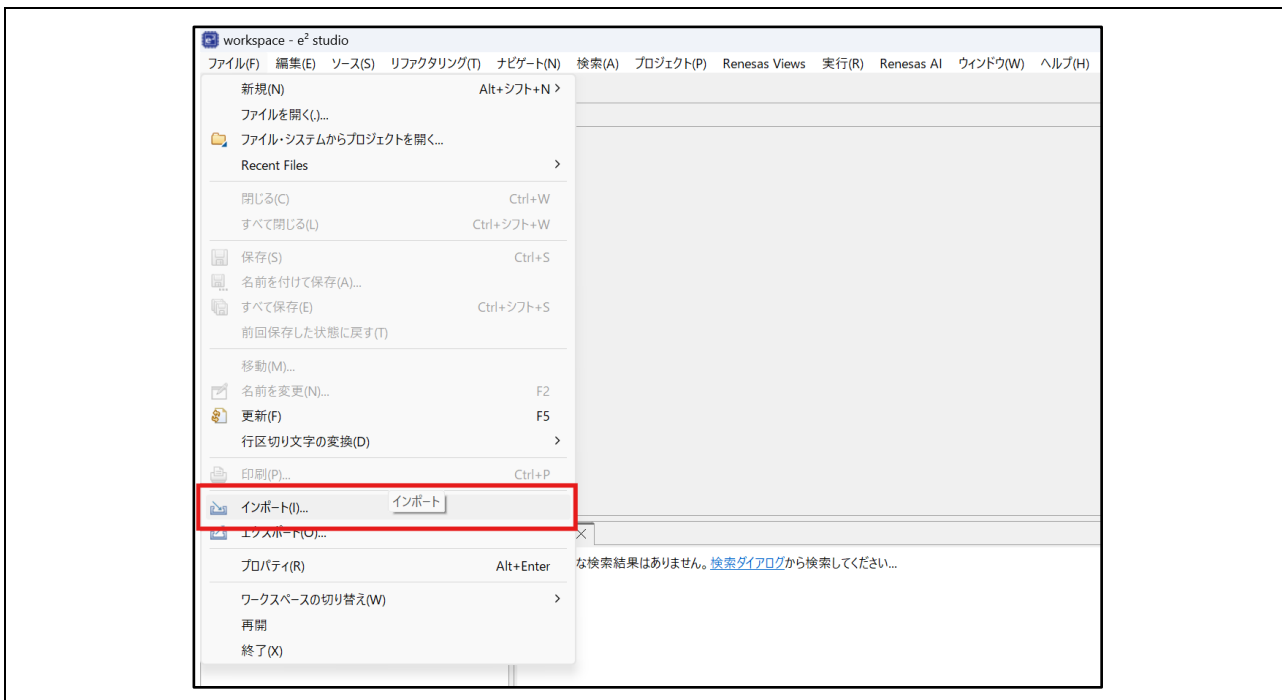 workspace - e² studio
ファイル(F) 編集(E) ソース(S) リファクタリング(T) ナビゲート(N) 検索(A) プロジェクト(P) Renesas Views 実行(R) Renesas AI ウィンドウ(W) ヘルプ(H)
新規(N) Alt+シフト+N >
ファイルを開く(.)...
ファイル・システムからプロジェクトを開く...
Recent Files >
閉じる(C) Ctrl+W
すべて閉じる(L) Ctrl+シフト+W
保存(S) Ctrl+S
名前を付けて保存(A)...
すべて保存(E) Ctrl+シフト+S
前回保存した状態に戻す(T)
移動(M)...
名前を変更(N)... F2
更新(F) F5
行区切り文字の変換(D) >
印刷(P)... Ctrl+P
インポート(I)... インポート
エクスポート(O)...
プロパティ(R) Alt+Enter
な検索結果はありません。検索ダイアログから検索してください...
ワークスペースの切り替え(W) >
再開
終了(X)